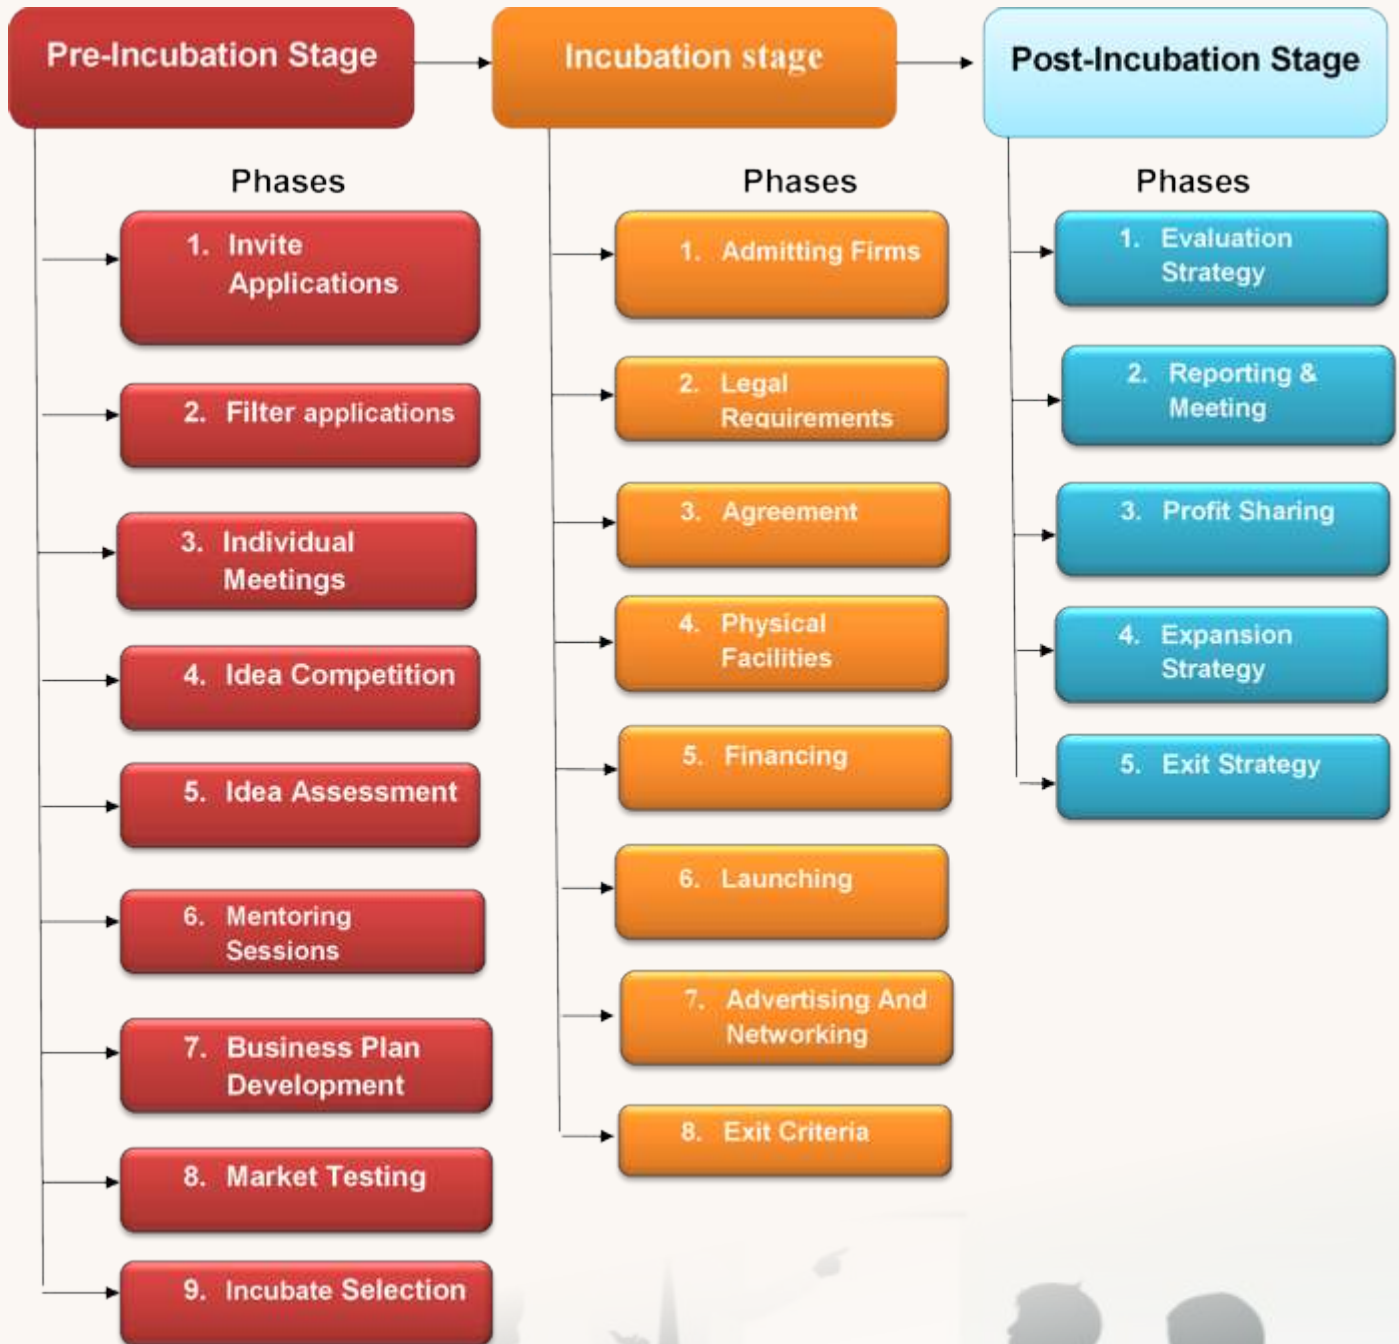 Pre-Incubation Stage
Incubation stage
Post-Incubation Stage
Phases
1. Invite
Applications
2. Filter applications
3. Individual
Meetings
4. Idea Competition
5. Idea Assessment
6. Mentoring
Sessions
7. Business Plan
Development
8. Market Testing
9. Incubate Selection
Phases
1. Admitting Firms
2. Legal
Requirements
3. Agreement
4. Physical
Facilities
5. Financing
6. Launching
7. Advertising And
Networking
8. Exit Criteria
Phases
1. Evaluation
Strategy
2. Reporting &
Meeting
3. Profit Sharing
4. Expansion
Strategy
5. Exit Strategy